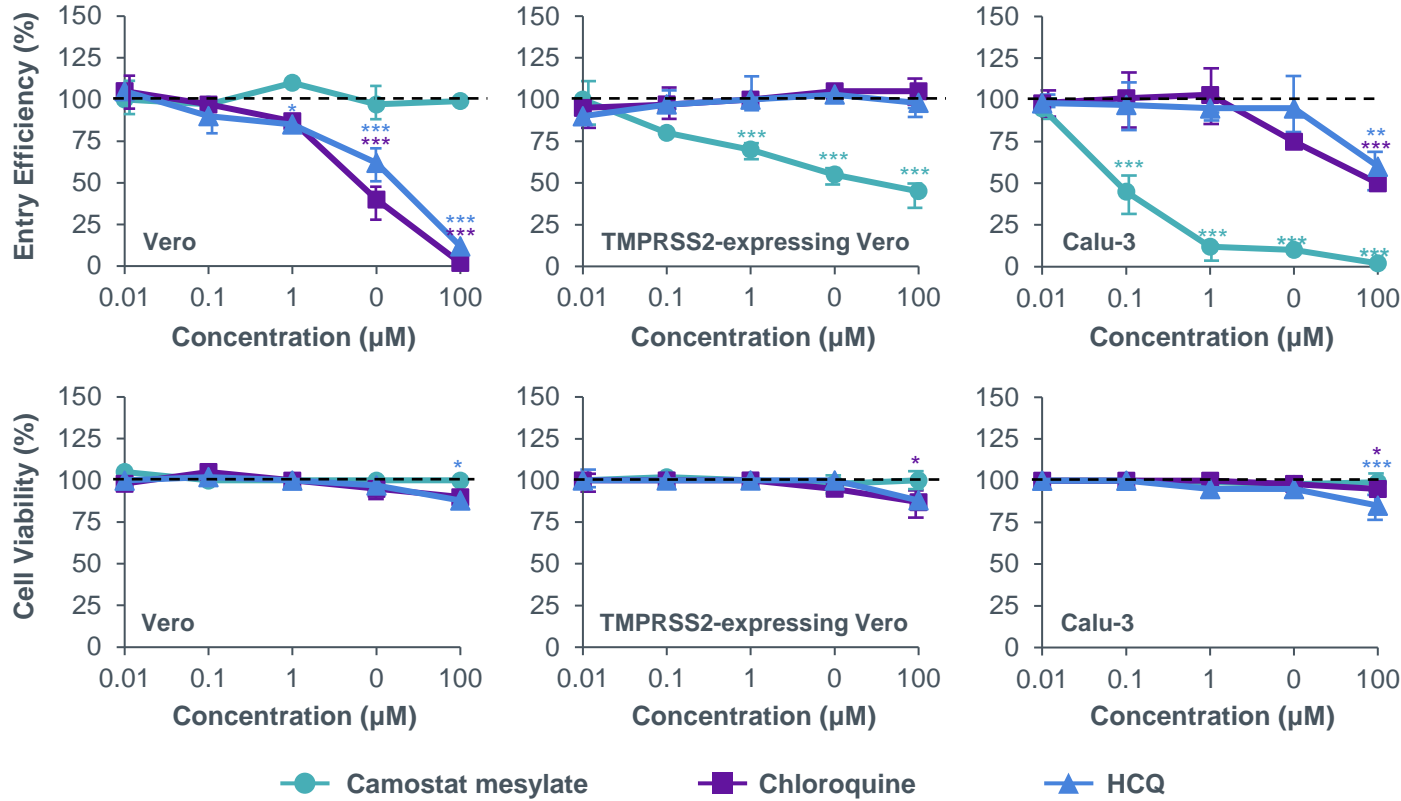 Entry Efficiency (%)
150
125
100
75
50
25
0
*
***
***
***
***
Vero
0.01 0.1 1 0 100
Concentration (µM)
150
125
100
75
50
25
0
***
***
***
TMPRSS2-expressing Vero
0.01 0.1 1 0 100
Concentration (µM)
150
125
100
75
50
25
0
**
***
***
***
***
***
Calu-3
0.01 0.1 1 0 100
Concentration (µM)
Cell Viability (%)
150
125
100
75
50
25
0
*
Vero
0.01 0.1 1 0 100
Concentration (µM)
150
125
100
75
50
25
0
*
TMPRSS2-expressing Vero
0.01 0.1 1 0 100
Concentration (µM)
150
125
100
75
50
25
0
*
***
Calu-3
0.01 0.1 1 0 100
Concentration (µM)
Camostat mesylate Chloroquine HCQ